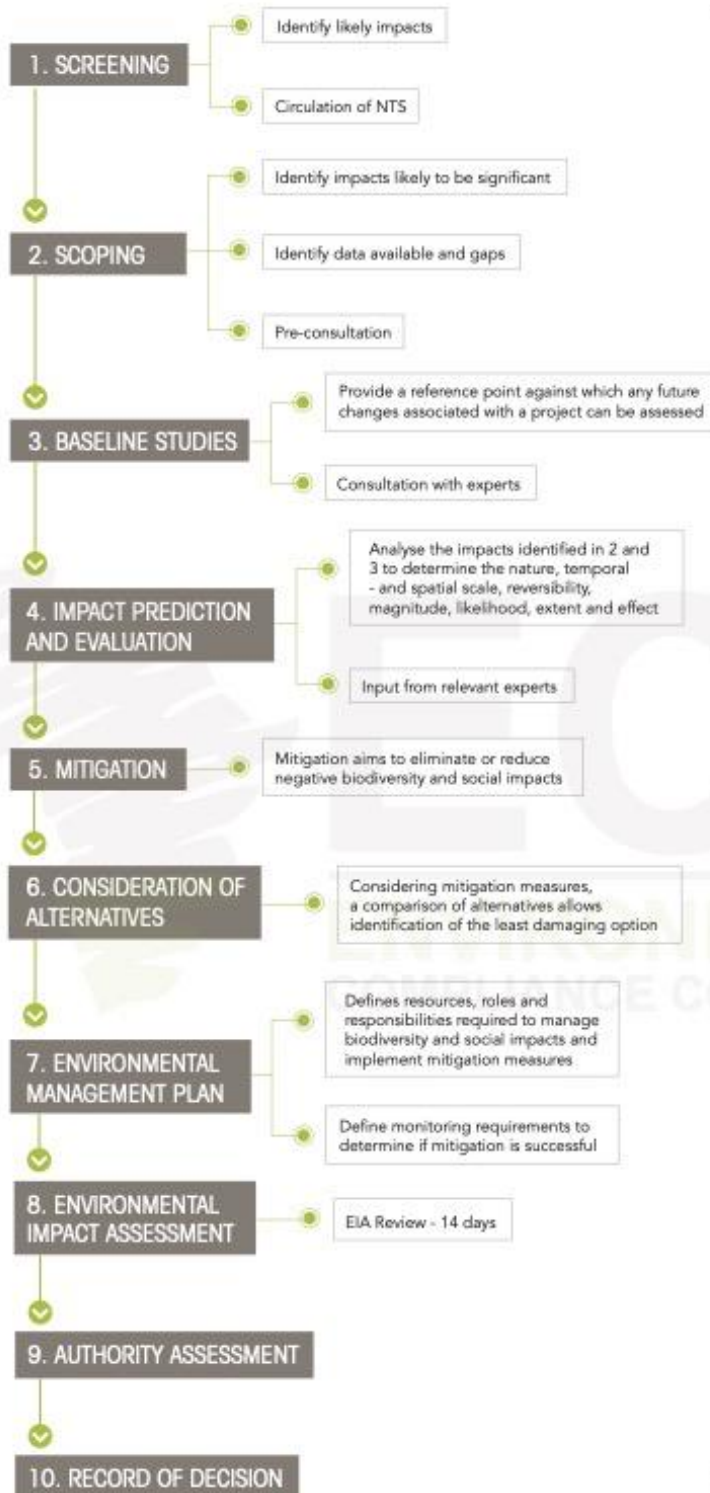 1. SCREENING
Identify likely impacts
Circulation of NTS
2. SCOPING
Identify impacts likely to be significant
Identify data available and gaps
Pre-consultation
3. BASELINE STUDIES
Provide a reference point against which any future
changes associated with a project can be assessed
Consultation with experts
4. IMPACT PREDICTION
AND EVALUATION
Analyse the impacts identified in 2 and
3 to determine the nature, temporal
- and spatial scale, reversibility,
magnitude, likelihood, extent and effect
Input from relevant experts
5. MITIGATION
Mitigation aims to eliminate or reduce
negative biodiversity and social impacts
6. CONSIDERATION OF
ALTERNATIVES
Considering mitigation measures,
a comparison of alternatives allows
identification of the least damaging option
7. ENVIRONMENTAL
MANAGEMENT PLAN
Defines resources, roles and
responsibilities required to manage
biodiversity and social impacts and
implement mitigation measures
Define monitoring requirements to
determine if mitigation is successful
8. ENVIRONMENTAL
IMPACT ASSESSMENT
EIA Review - 14 days
9. AUTHORITY ASSESSMENT
10. RECORD OF DECISION